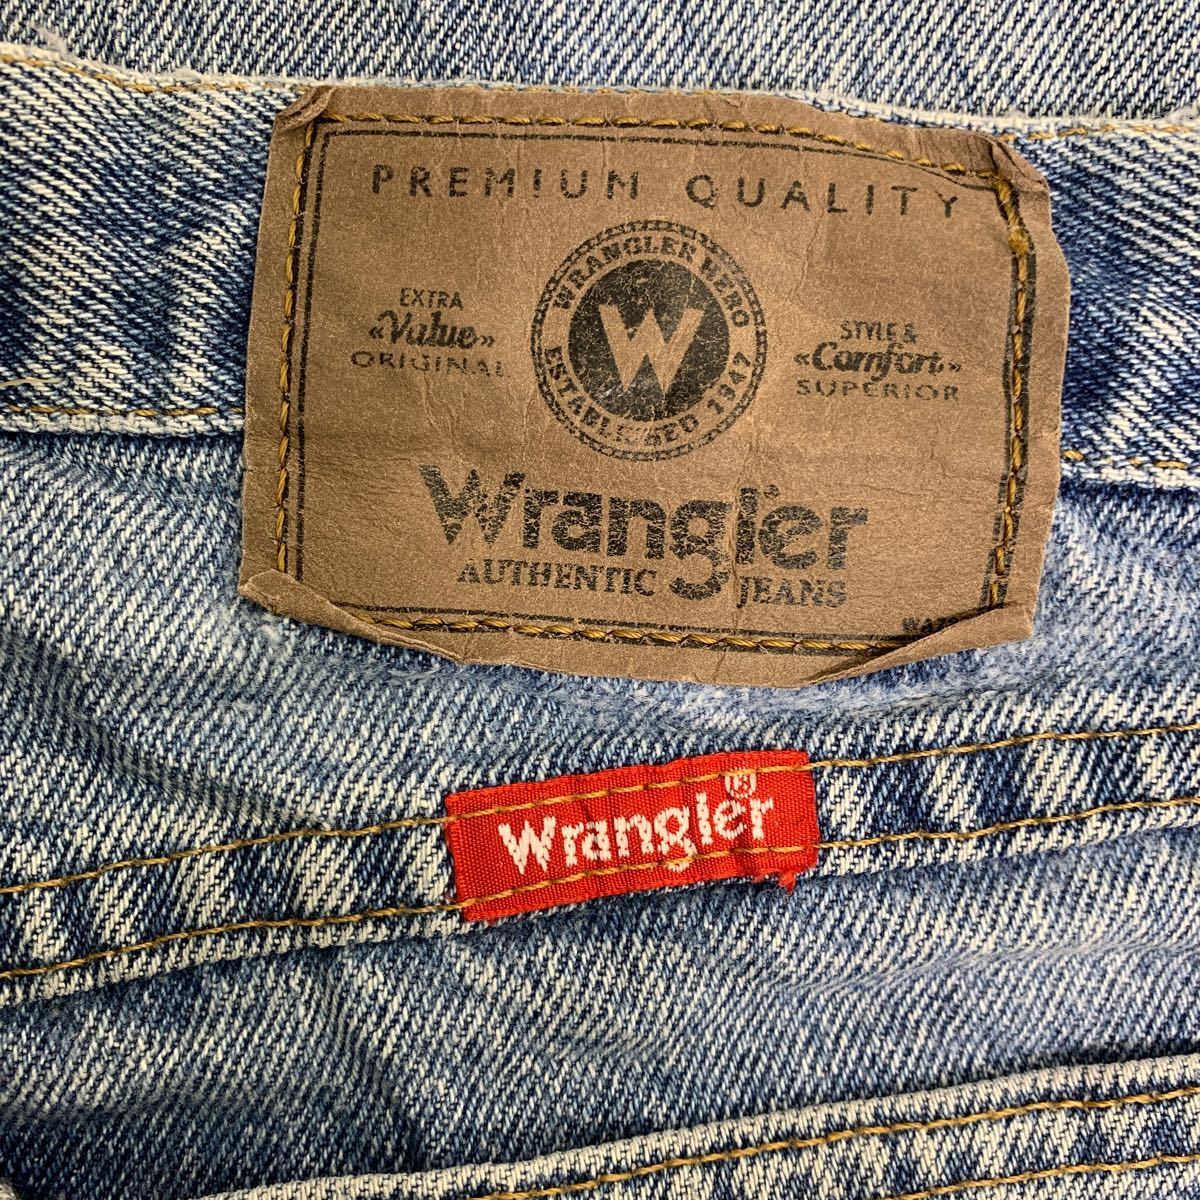 PREMIUM QUALITY
WRANGLER HERO
ESTABLISHED 1947
W
EXTRA
«Value»
ORIGINAL
STYLE &
«Comfort»
SUPERIOR
Wrangler
AUTHENTIC JEANS
Wrangler®